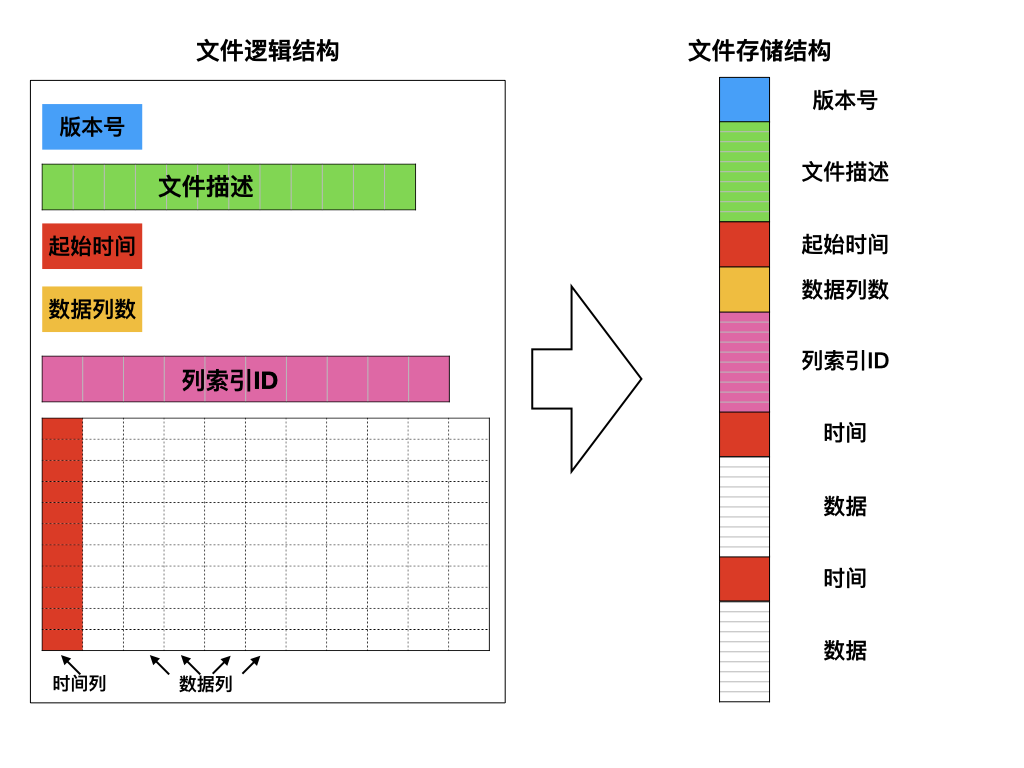 文件逻辑结构
版本号
文件描述
起始时间
数据列数
列索引ID
时间列
数据列
文件存储结构
版本号
文件描述
起始时间
数据列数
列索引ID
时间
数据
时间
数据